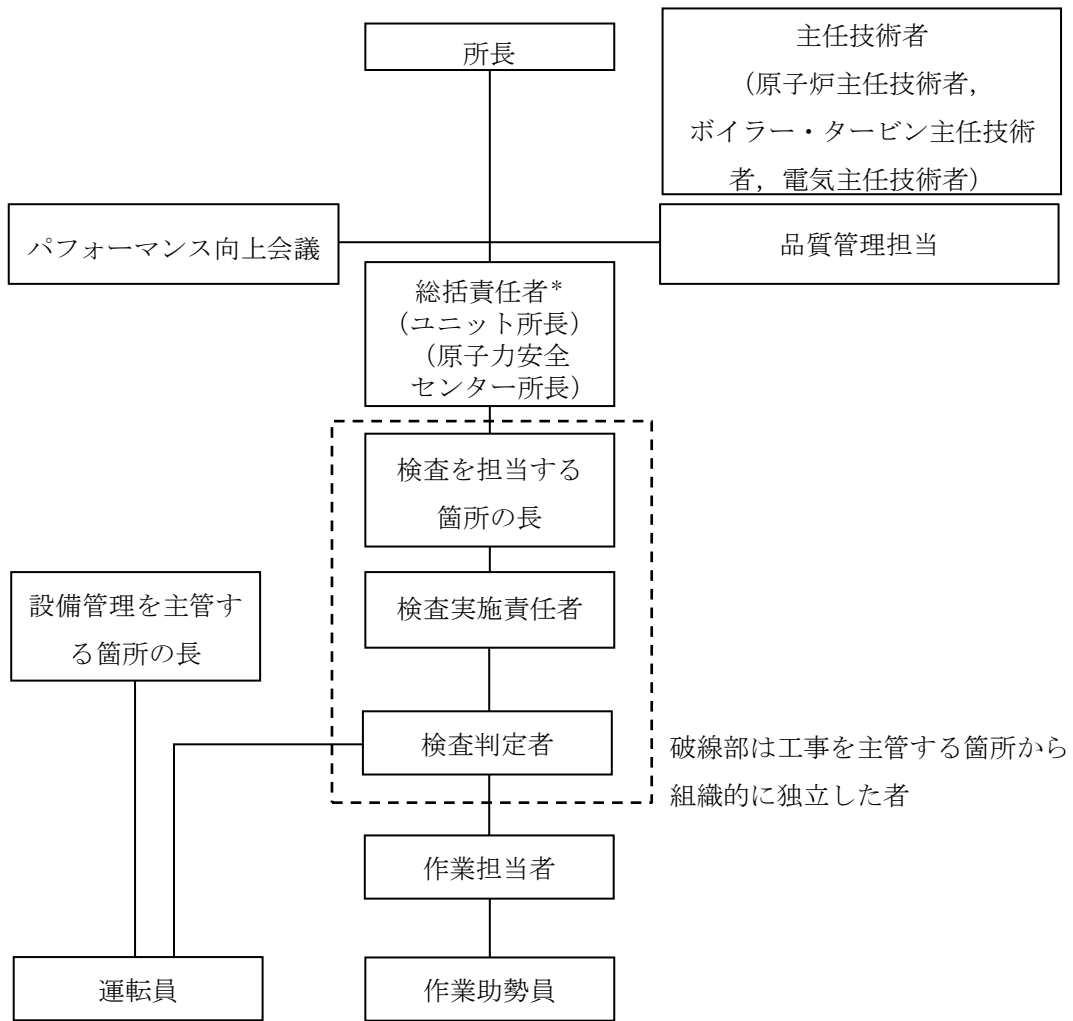 所長
主任技術者
（原子炉主任技術者，
ボイラー・タービン主任技術
者，電気主任技術者）
パフォーマンス向上会議
品質管理担当
総括責任者*
（ユニット所長）
（原子力安全
センター所長）
検査を担当する
箇所の長
設備管理を主管す
る箇所の長
検査実施責任者
検査判定者
破線部は工事を主管する箇所から
組織的に独立した者
作業担当者
運転員
作業助勢員